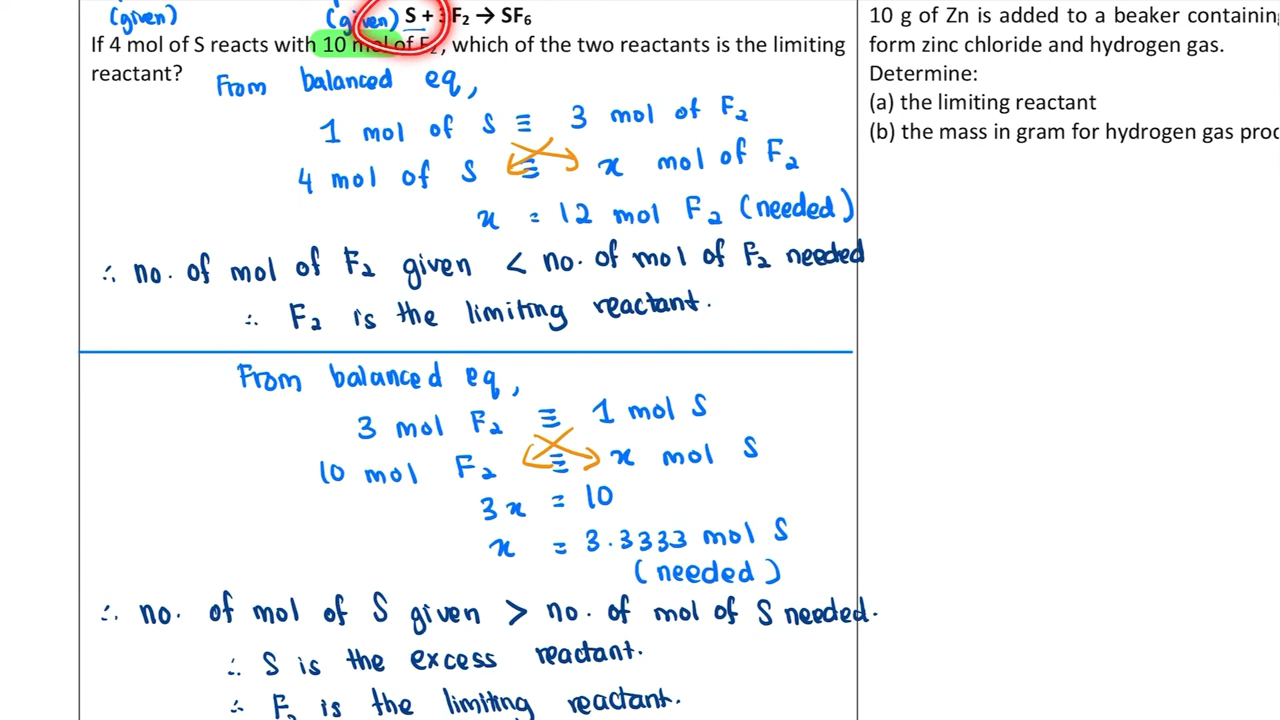 (given) (given) S + 3F₂ → SF₆
If 4 mol of S reacts with 10 mol of F₂, which of the two reactants is the limiting
reactant?
From balanced eq,
1 mol of S ≡ 3 mol of F₂
4 mol of S ≡ x mol of F₂
x = 12 mol F₂ (needed)
∴ no. of mol of F₂ given < no. of mol of F₂ needed
∴ F₂ is the limiting reactant.
From balanced eq,
3 mol F₂ ≡ 1 mol S
10 mol F₂ ≡ x mol S
3x = 10
x = 3.3333 mol S
(needed)
∴ no. of mol of S given > no. of mol of S needed.
∴ S is the excess reactant.
∴ F₂ is the limiting reactant.
10 g of Zn is added to a beaker containing
form zinc chloride and hydrogen gas.
Determine:
(a) the limiting reactant
(b) the mass in gram for hydrogen gas